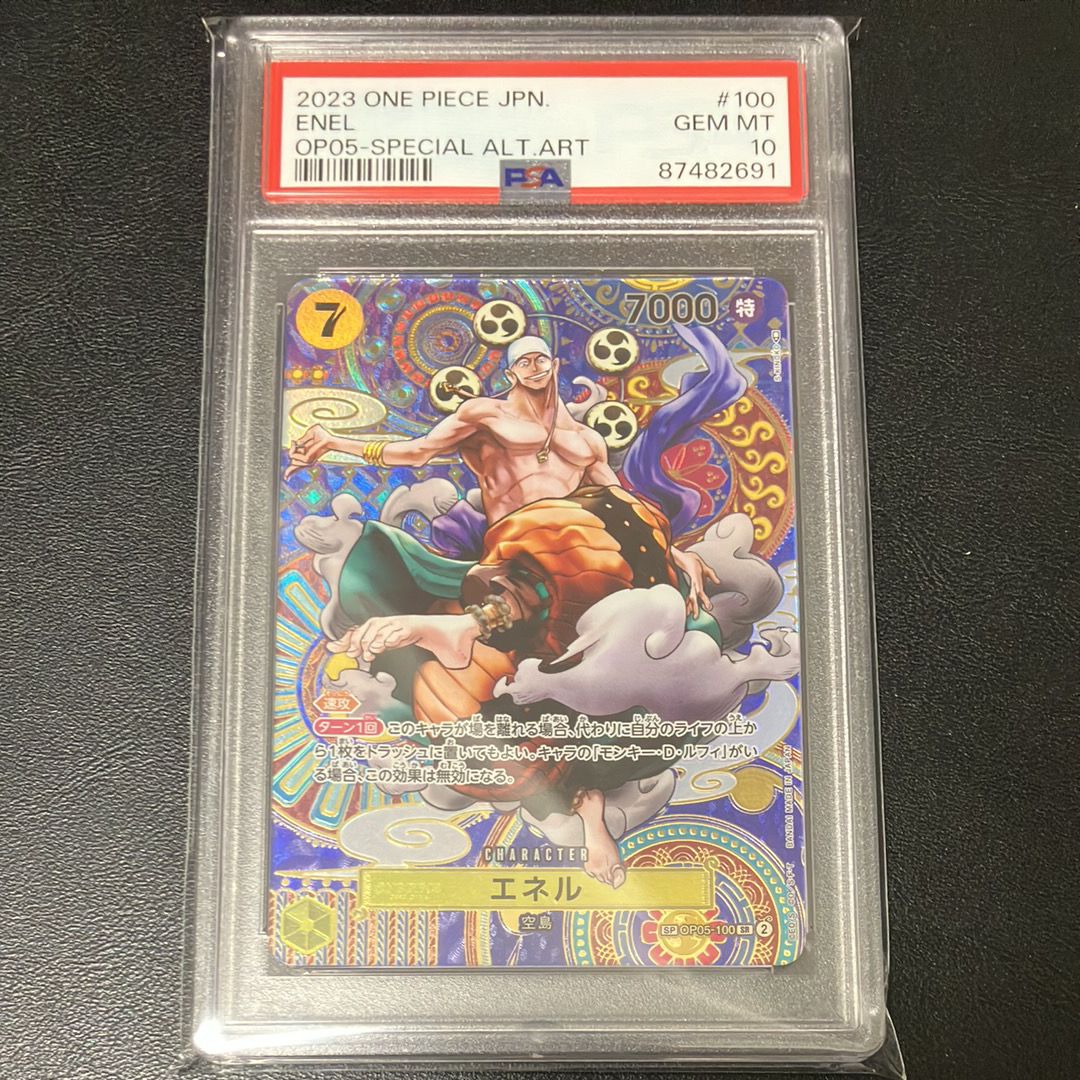 2023 ONE PIECE JPN. #100
ENEL GEM MT
OP05-SPECIAL ALT.ART 10
PSA 87482691
7 7000 特
速攻
ターン1回 このキャラが場を離れる場合、代わりに自分のライフの上か
ら1枚をトラッシュに置いてもよい。キャラの「モンキー・D・ルフィ」がい
る場合、この効果は無効になる。
BANDAI MADE IN JAPAN
CHARACTER
エネル
空島
SP OP05-100 SR 2